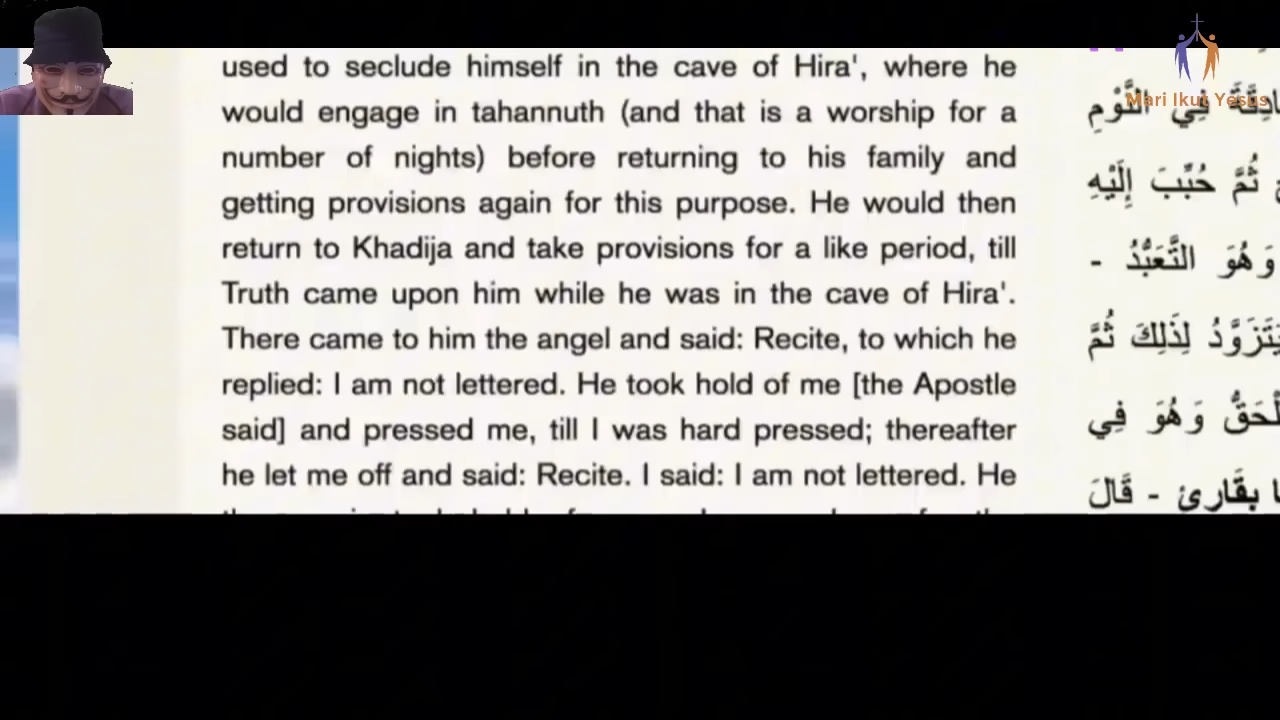 used to seclude himself in the cave of Hira', where he
would engage in tahannuth (and that is a worship for a
number of nights) before returning to his family and
getting provisions again for this purpose. He would then
return to Khadija and take provisions for a like period, till
Truth came upon him while he was in the cave of Hira'.
There came to him the angel and said: Recite, to which he
replied: I am not lettered. He took hold of me [the Apostle
said] and pressed me, till I was hard pressed; thereafter
he let me off and said: Recite. I said: I am not lettered. He
Mari Ikut Yesus
فِي النَّوْمِ
ثُمَّ حُبِّبَ إِلَيْهِ
وَهُوَ التَّعَبُّدُ -
يَتَزَوَّدُ لِذَلِكَ ثُمَّ
الْحَقُّ وَهُوَ فِي
بِقَارِئٍ - قَالَ